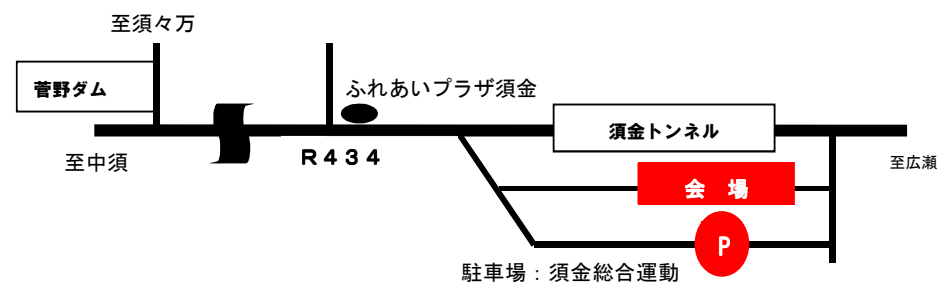 至須々万
菅野ダム
ふれあいプラザ須金
須金トンネル
至中須
R434
至広瀬
会　場
P
駐車場：須金総合運動